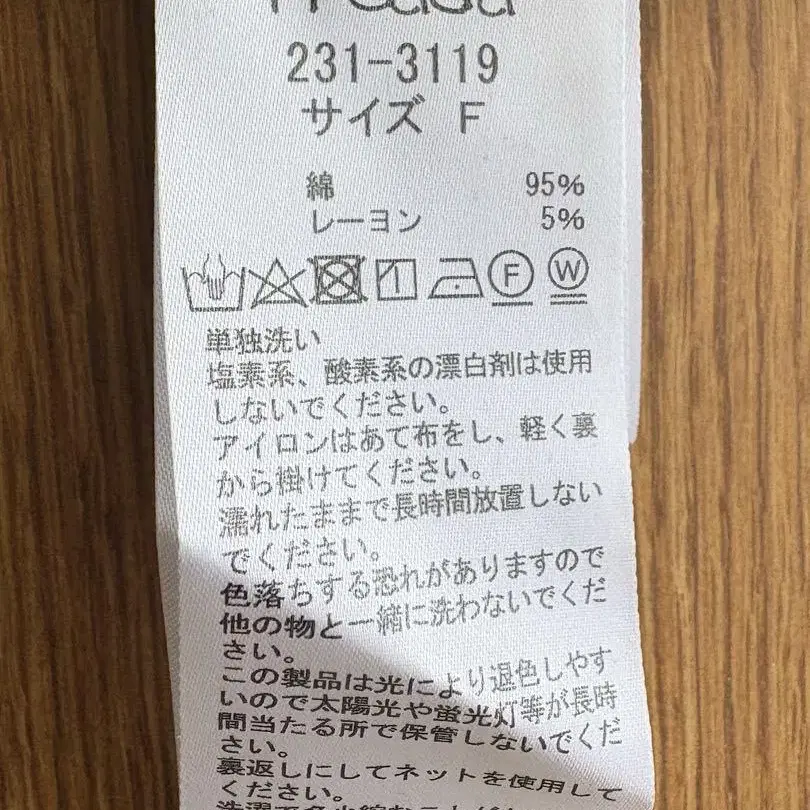 231-3119
サイズ F
綿 95%
レーヨン 5%
F W
単独洗い
塩素系、酸素系の漂白剤は使用
しないでください。
アイロンはあて布をし、軽く裏
から掛けてください。
濡れたままで長時間放置しない
でください。
色落ちする恐れがありますので
他の物と一緒に洗わないでくだ
さい。
この製品は光により退色しやす
いので太陽光や蛍光灯等が長時
間当たる所で保管しないでくだ
さい。
裏返しにしてネットを使用して
ください。